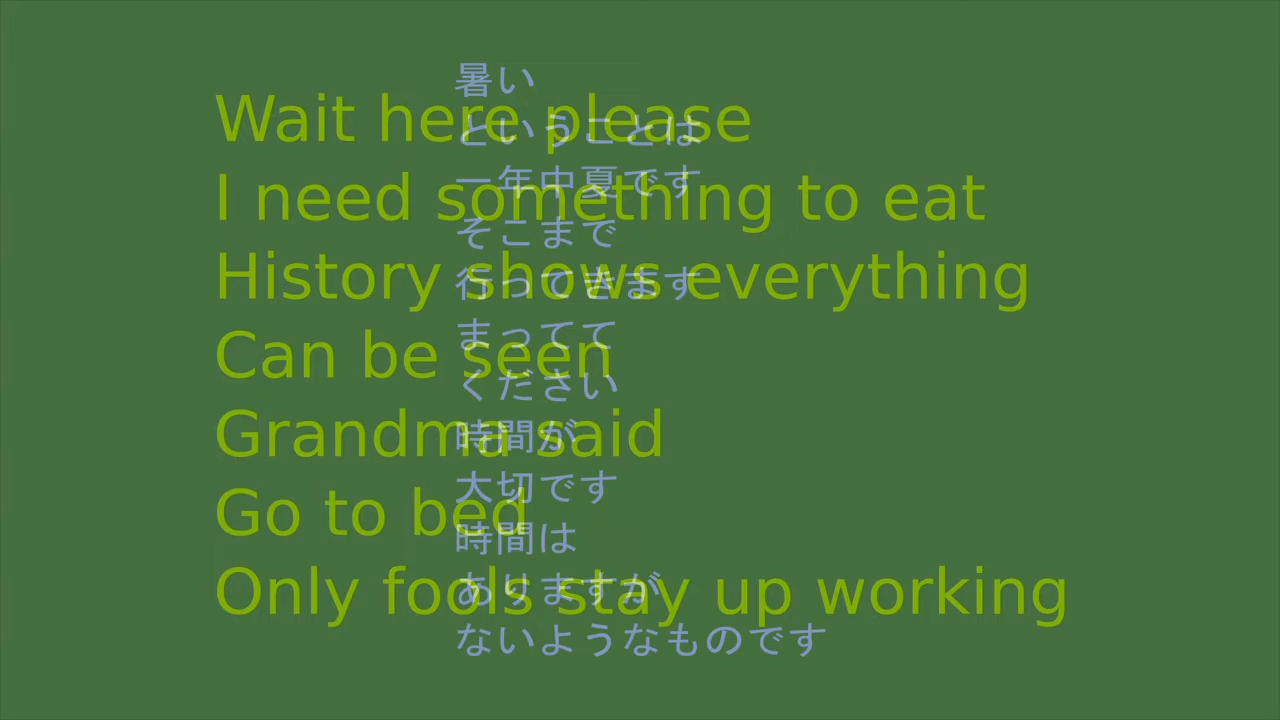 Wait here please
I need something to eat
History shows everything
Can be seen
Grandma said
Go to bed
Only fools stay up working
暑い
ということは
一年中夏です
そこまで
行ってきます
まってて
ください
時間が
大切です
時間は
ありますが
ないようなものです